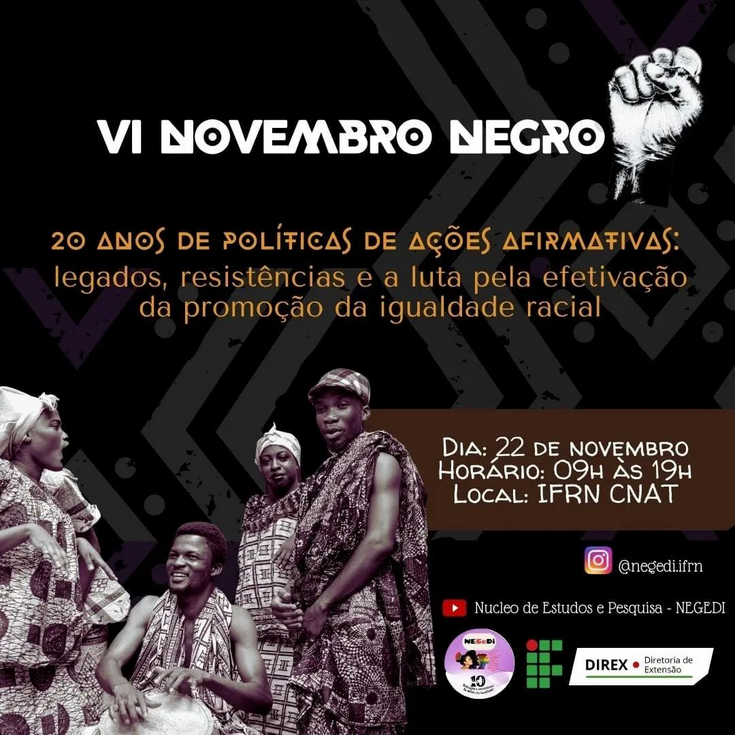 VI NOVEMBRO NEGRO
20 ANOS DE POLÍTICAS DE AÇÕES AFIRMATIVAS:
legados, resistências e a luta pela efetivação
da promoção da igualdade racial
DIA: 22 DE NOVEMBRO
HORÁRIO: 09H ÀS 19H
LOCAL: IFRN CNAT
@negedi.ifrn
Nucleo de Estudos e Pesquisa - NEGEDI
NEGeDi
10
DIREX • Diretoria de
Extensão